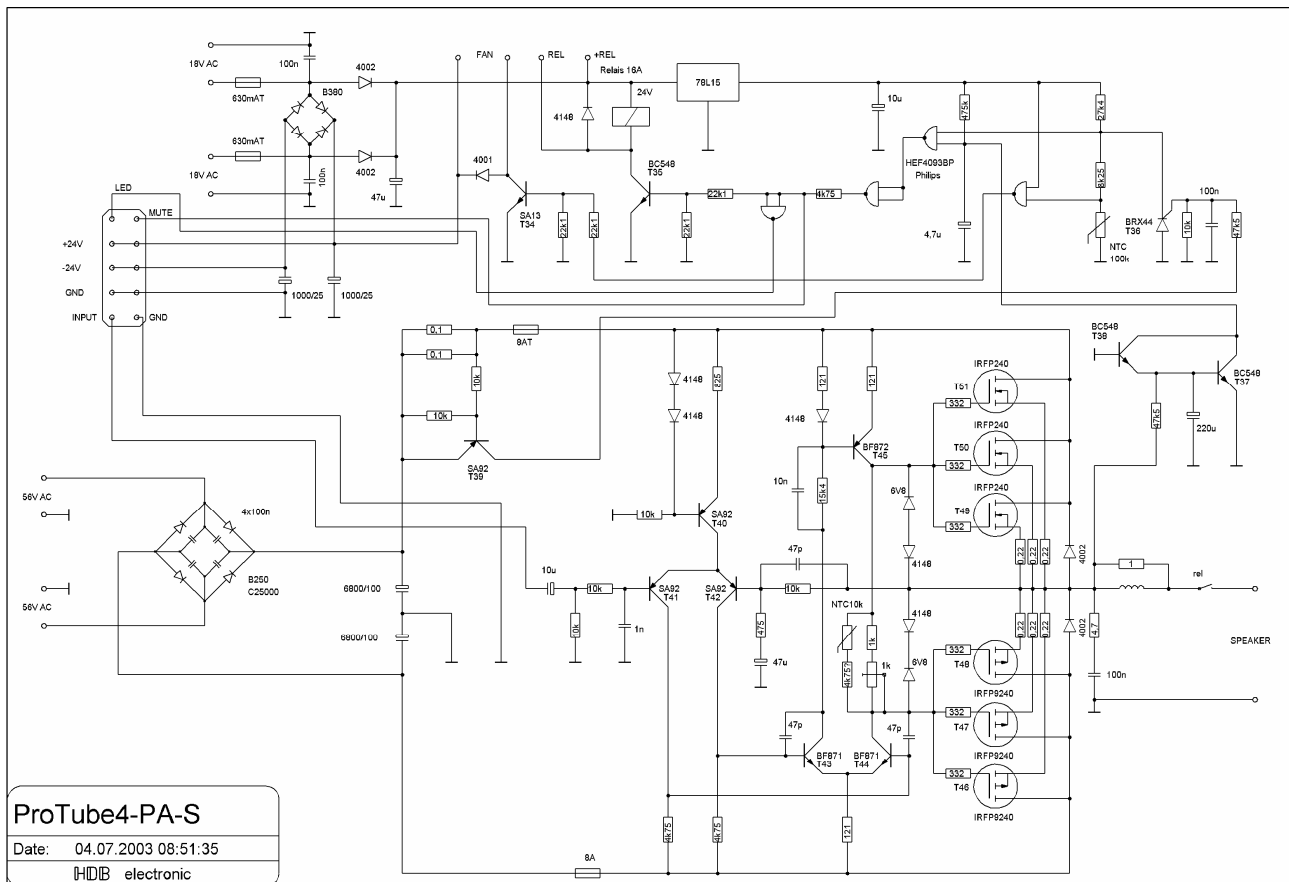 FAN
REL
+REL
Relais 16A
18V AC
100n
4002
78L15
630mAT
B380
24V
4148
10u
475k
27k4
630mAT
18V AC
100n
4002
47u
4001
BC548
T35
HEF4093BP
Philips
LED
MUTE
22k1
4k75
8k25
100n
+24V
SA13
T34
22k1
22k1
22k1
4,7u
BRX44
T36
10k
47k5
NTC
100k
-24V
1000/25
1000/25
GND
INPUT
GND
0,1
8AT
0,1
10k
10k
SA92
T39
4148
4148
825
121
121
4148
IRFP240
T51
332
BC548
T38
BC548
T37
47k5
220u
BF872
T45
IRFP240
T50
332
10n
15k4
6V8
IRFP240
T49
332
56V AC
4x100n
10k
SA92
T40
47p
4148
0,22
0,22
0,22
4002
1
B250
C25000
56V AC
6800/100
6800/100
10u
10k
10k
1n
SA92
T41
SA92
T42
10k
475
47u
NTC10k
4k75?
1k
1k
4148
6V8
0,22
0,22
0,22
4002
4,7
100n
rel
SPEAKER
332
T48
IRFP9240
47p
47p
332
T47
IRFP9240
BF871
T43
BF871
T44
332
T46
IRFP9240
4k75
4k75
121
8A
ProTube4-PA-S
Date: 04.07.2003 08:51:35
HDB electronic